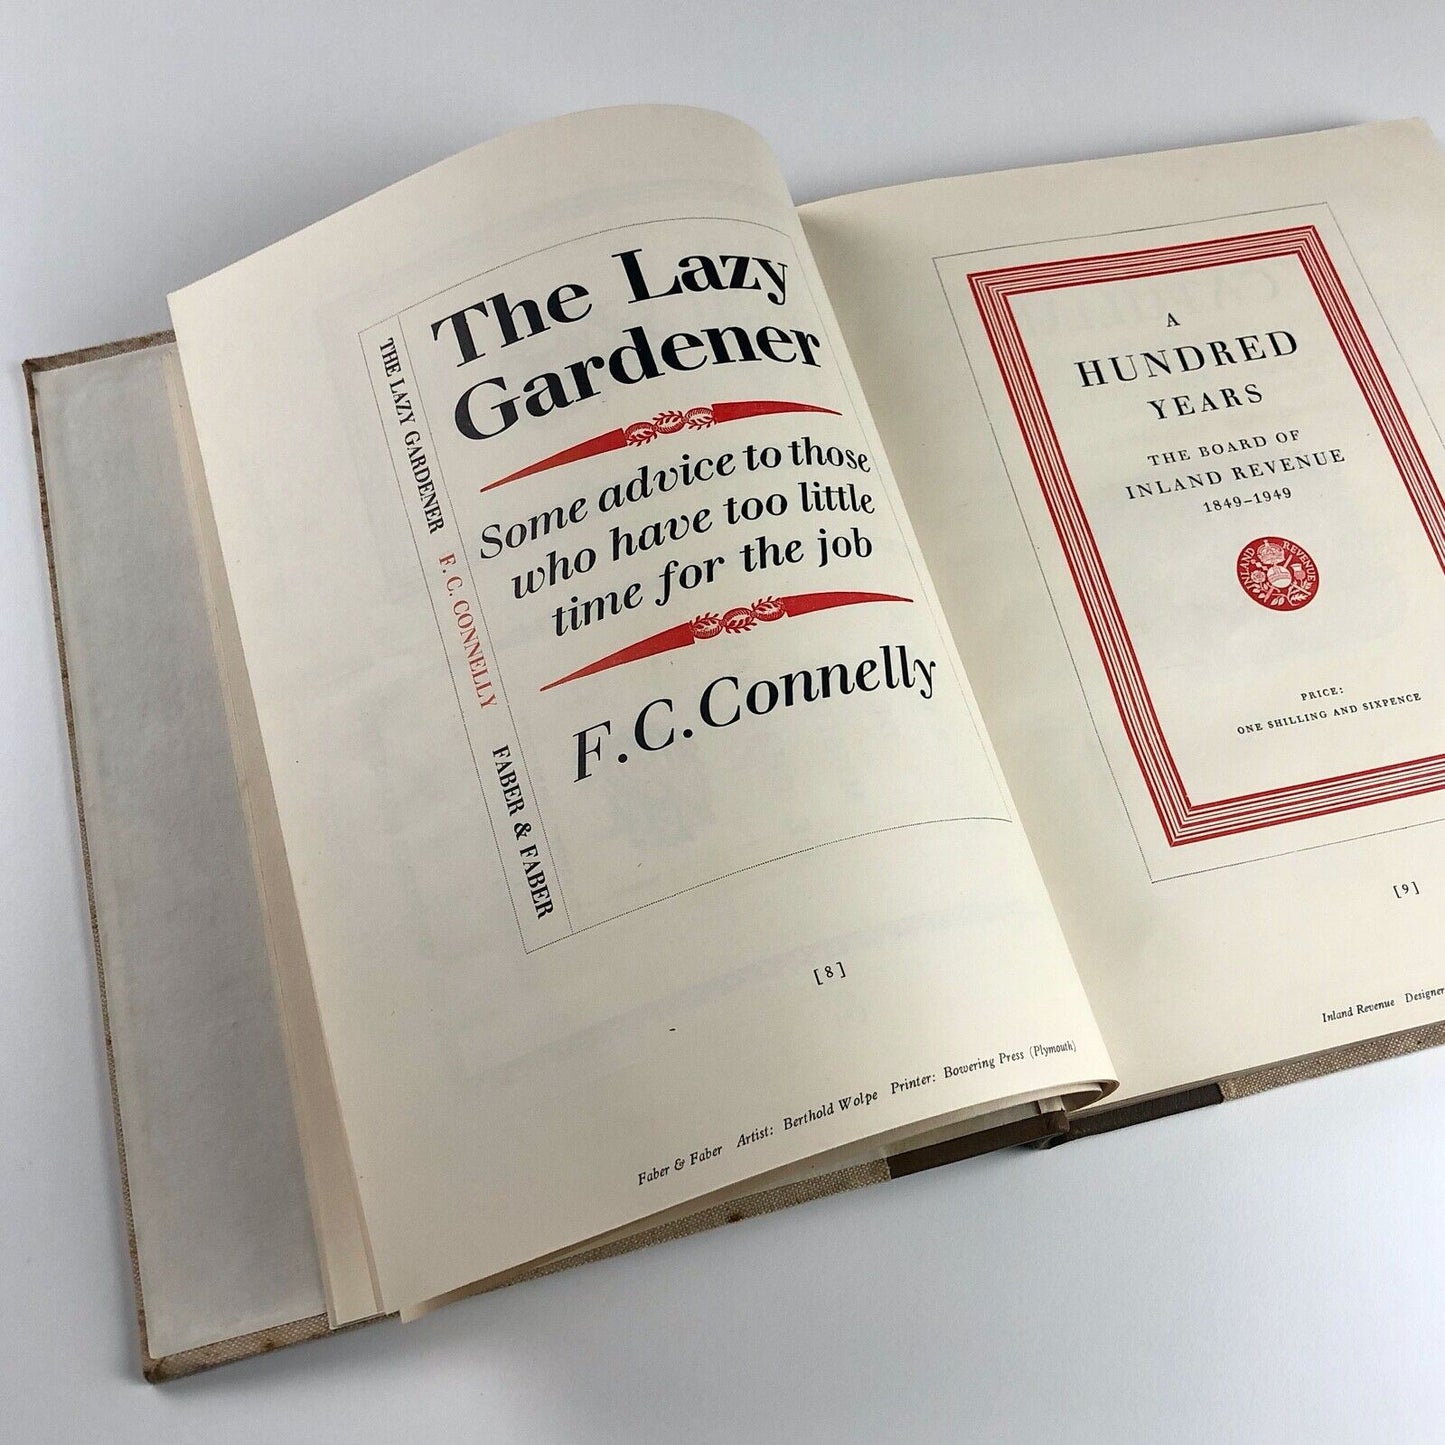 THE LAZY GARDENER F. C. CONNELLY FABER & FABER
The Lazy
Gardener
Some advice to those
who have too little
time for the job
F. C. Connelly
[8]
Faber & Faber Artist: Berthold Wolpe Printer: Bowering Press (Plymouth)
A
HUNDRED
YEARS
THE BOARD OF
INLAND REVENUE
1849–1949
INLAND REVENUE
PRICE:
ONE SHILLING AND SIXPENCE
[9]
Inland Revenue Designer